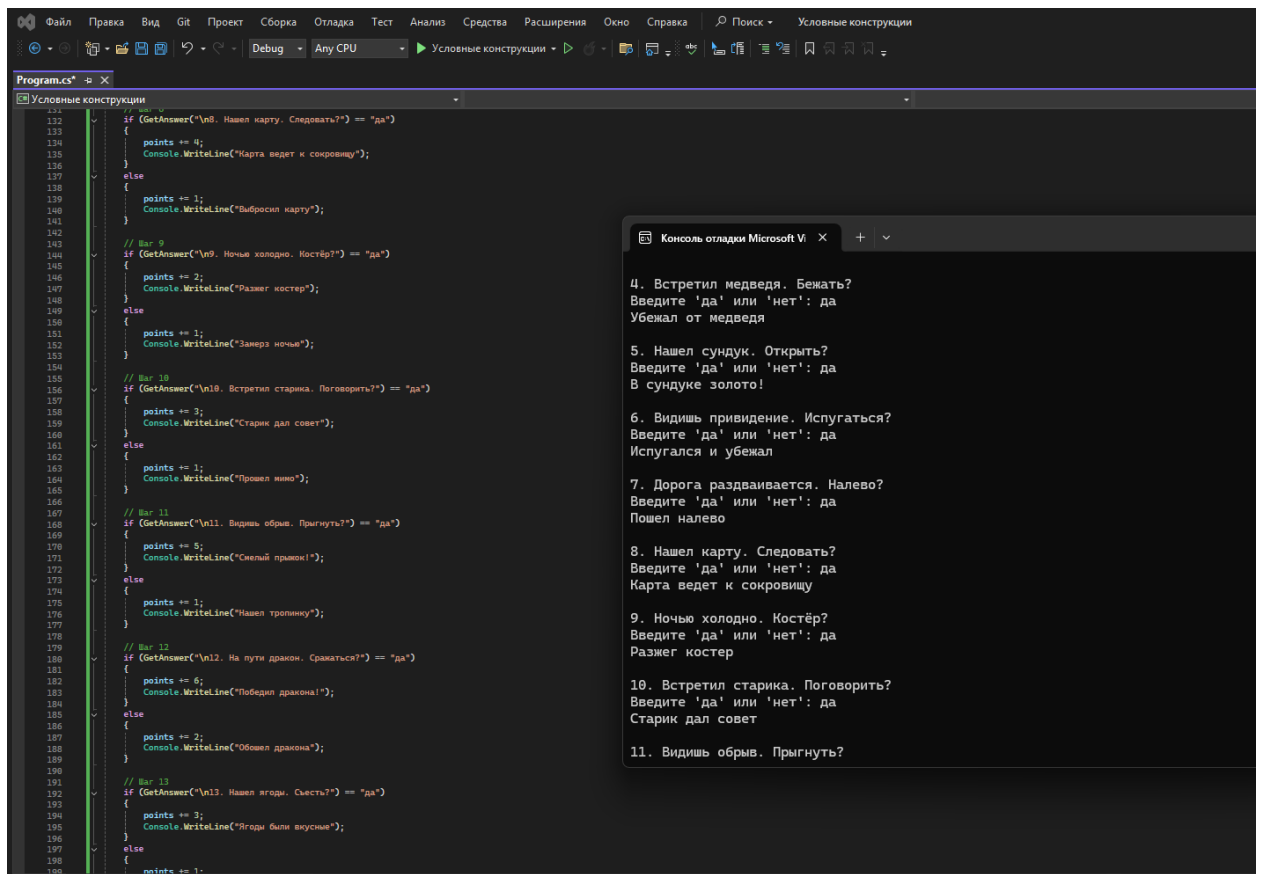 Файл Правка Вид Git Проект Сборка Отладка Тест Анализ Средства Расширения Окно Справка Поиск Условные конструкции
Debug Any CPU Условные конструкции
Program.cs*
Условные конструкции
131 // Шаг 8
132 if (GetAnswer("\n8. Нашел карту. Следовать?") == "да")
133 {
134 points += 4;
135 Console.WriteLine("Карта ведет к сокровищу");
136 }
137 else
138 {
139 points += 1;
140 Console.WriteLine("Выбросил карту");
141 }
142
143 // Шаг 9
144 if (GetAnswer("\n9. Ночью холодно. Костёр?") == "да")
145 {
146 points += 2;
147 Console.WriteLine("Разжег костер");
148 }
149 else
150 {
151 points += 1;
152 Console.WriteLine("Замерз ночью");
153 }
154
155 // Шаг 10
156 if (GetAnswer("\n10. Встретил старика. Поговорить?") == "да")
157 {
158 points += 3;
159 Console.WriteLine("Старик дал совет");
160 }
161 else
162 {
163 points += 1;
164 Console.WriteLine("Прошел мимо");
165 }
166
167 // Шаг 11
168 if (GetAnswer("\n11. Видишь обрыв. Прыгнуть?") == "да")
169 {
170 points += 5;
171 Console.WriteLine("Смелый прыжок!");
172 }
173 else
174 {
175 points += 1;
176 Console.WriteLine("Нашел тропинку");
177 }
178
179 // Шаг 12
180 if (GetAnswer("\n12. На пути дракон. Сражаться?") == "да")
181 {
182 points += 6;
183 Console.WriteLine("Победил дракона!");
184 }
185 else
186 {
187 points += 2;
188 Console.WriteLine("Обошел дракона");
189 }
190
191 // Шаг 13
192 if (GetAnswer("\n13. Нашел ягоды. Съесть?") == "да")
193 {
194 points += 3;
195 Console.WriteLine("Ягоды были вкусные");
196 }
197 else
198 {
199 points += 1;
Консоль отладки Microsoft Vi
4. Встретил медведя. Бежать?
Введите 'да' или 'нет': да
Убежал от медведя
5. Нашел сундук. Открыть?
Введите 'да' или 'нет': да
В сундуке золото!
6. Видишь привидение. Испугаться?
Введите 'да' или 'нет': да
Испугался и убежал
7. Дорога раздваивается. Налево?
Введите 'да' или 'нет': да
Пошел налево
8. Нашел карту. Следовать?
Введите 'да' или 'нет': да
Карта ведет к сокровищу
9. Ночью холодно. Костёр?
Введите 'да' или 'нет': да
Разжег костер
10. Встретил старика. Поговорить?
Введите 'да' или 'нет': да
Старик дал совет
11. Видишь обрыв. Прыгнуть?